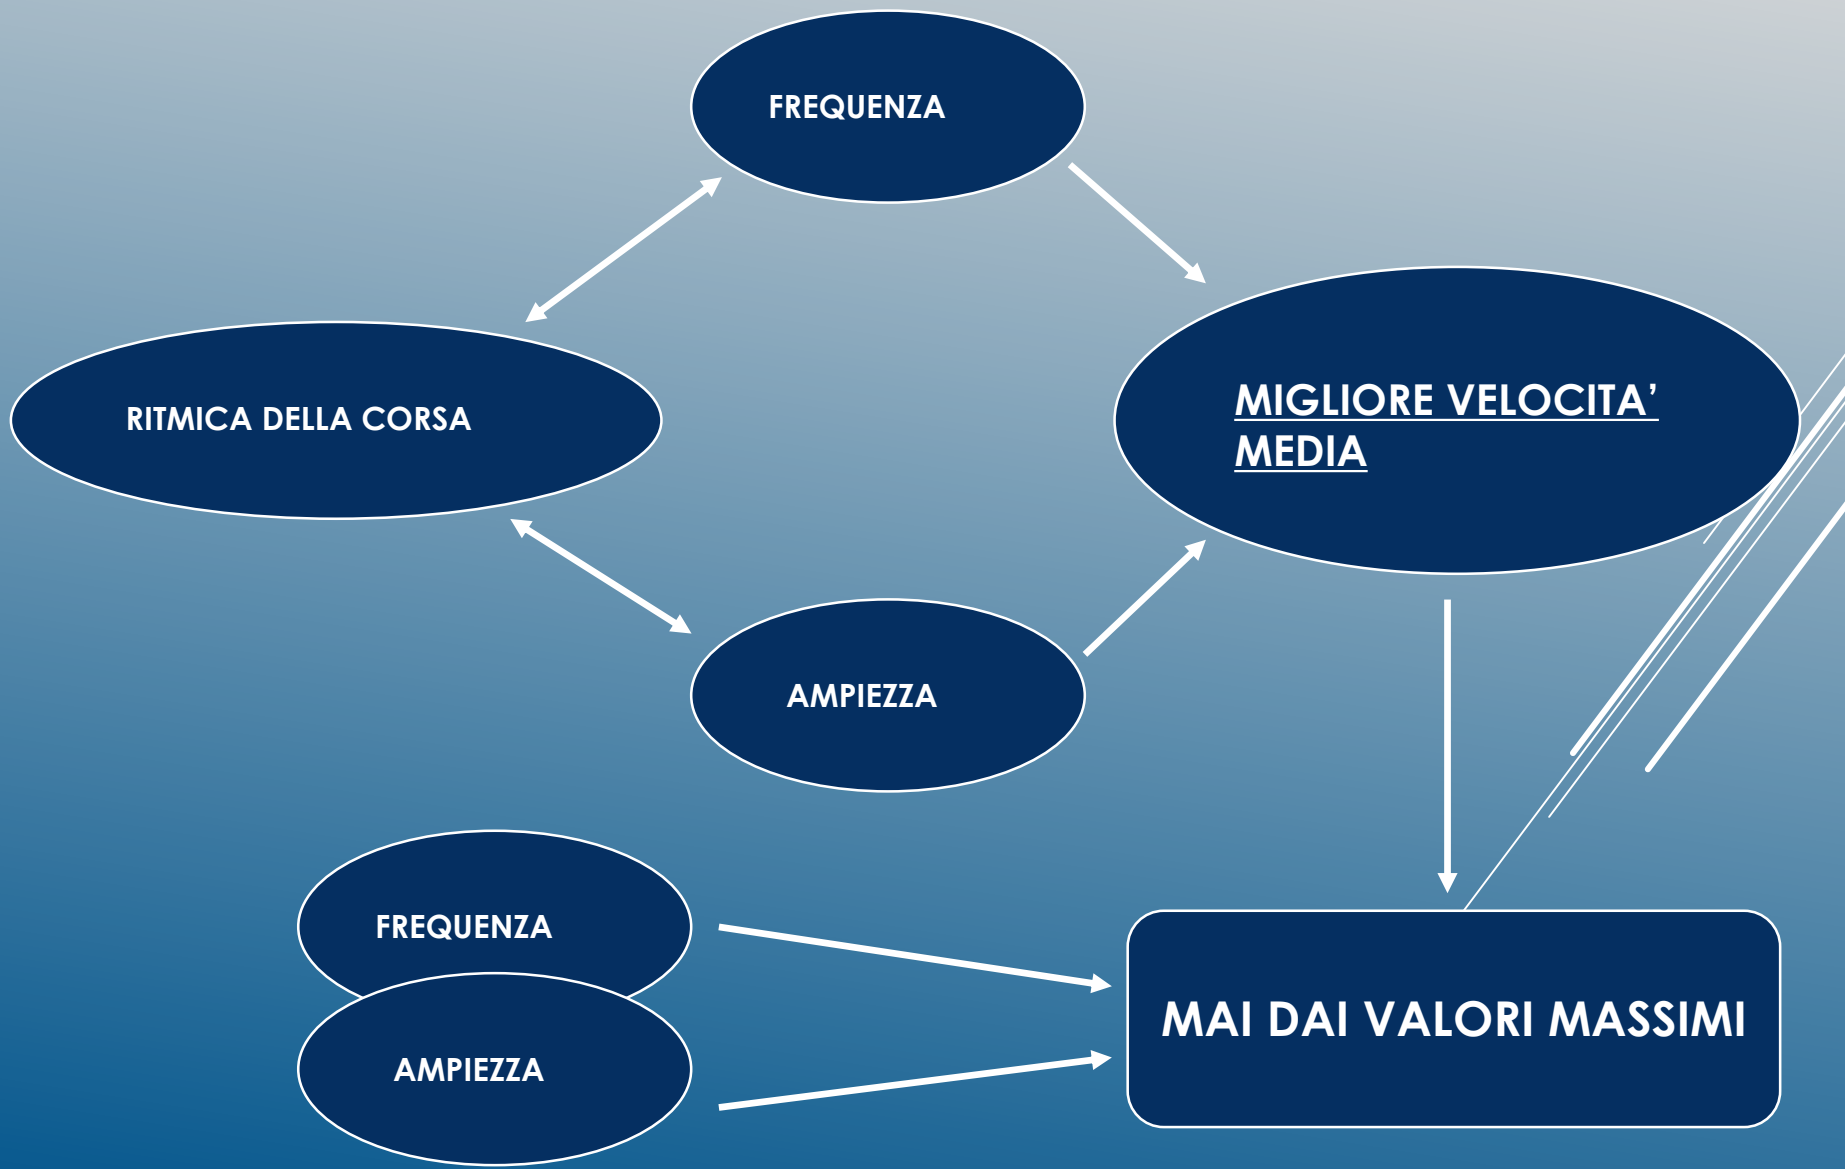 FREQUENZA
RITMICA DELLA CORSA
MIGLIORE VELOCITA’
MEDIA
AMPIEZZA
FREQUENZA
AMPIEZZA
MAI DAI VALORI MASSIMI